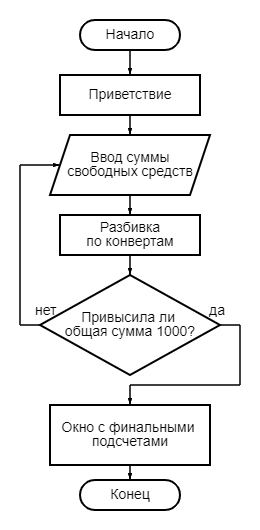 Начало
Приветствие
Ввод суммы
свободных средств
Разбивка
по конвертам
нет
да
Привысила ли
общая сумма 1000?
Окно с финальными
подсчетами
Конец